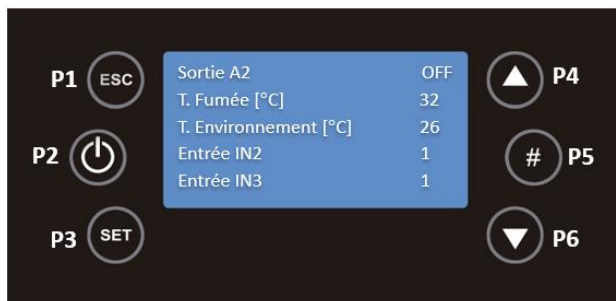 P1 ESC
P2
P3 SET
Sortie A2 OFF
T. Fumée [°C] 32
T. Environnement [°C] 26
Entrée IN2 1
Entrée IN3 1
P4
# P5
P6